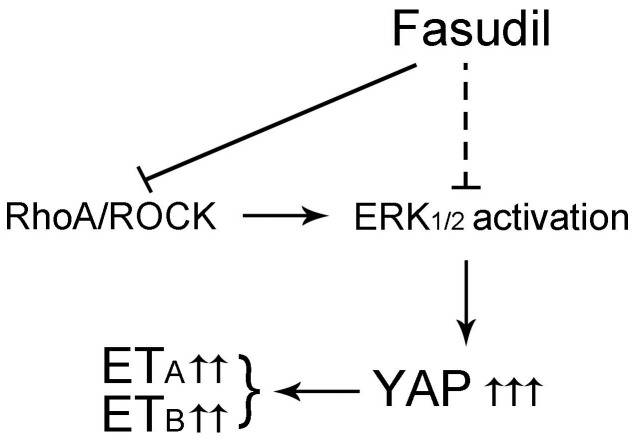 Fasudil
RhoA/ROCK
ERK1/2 activation
ETA↑↑
ETB↑↑
YAP ↑↑↑